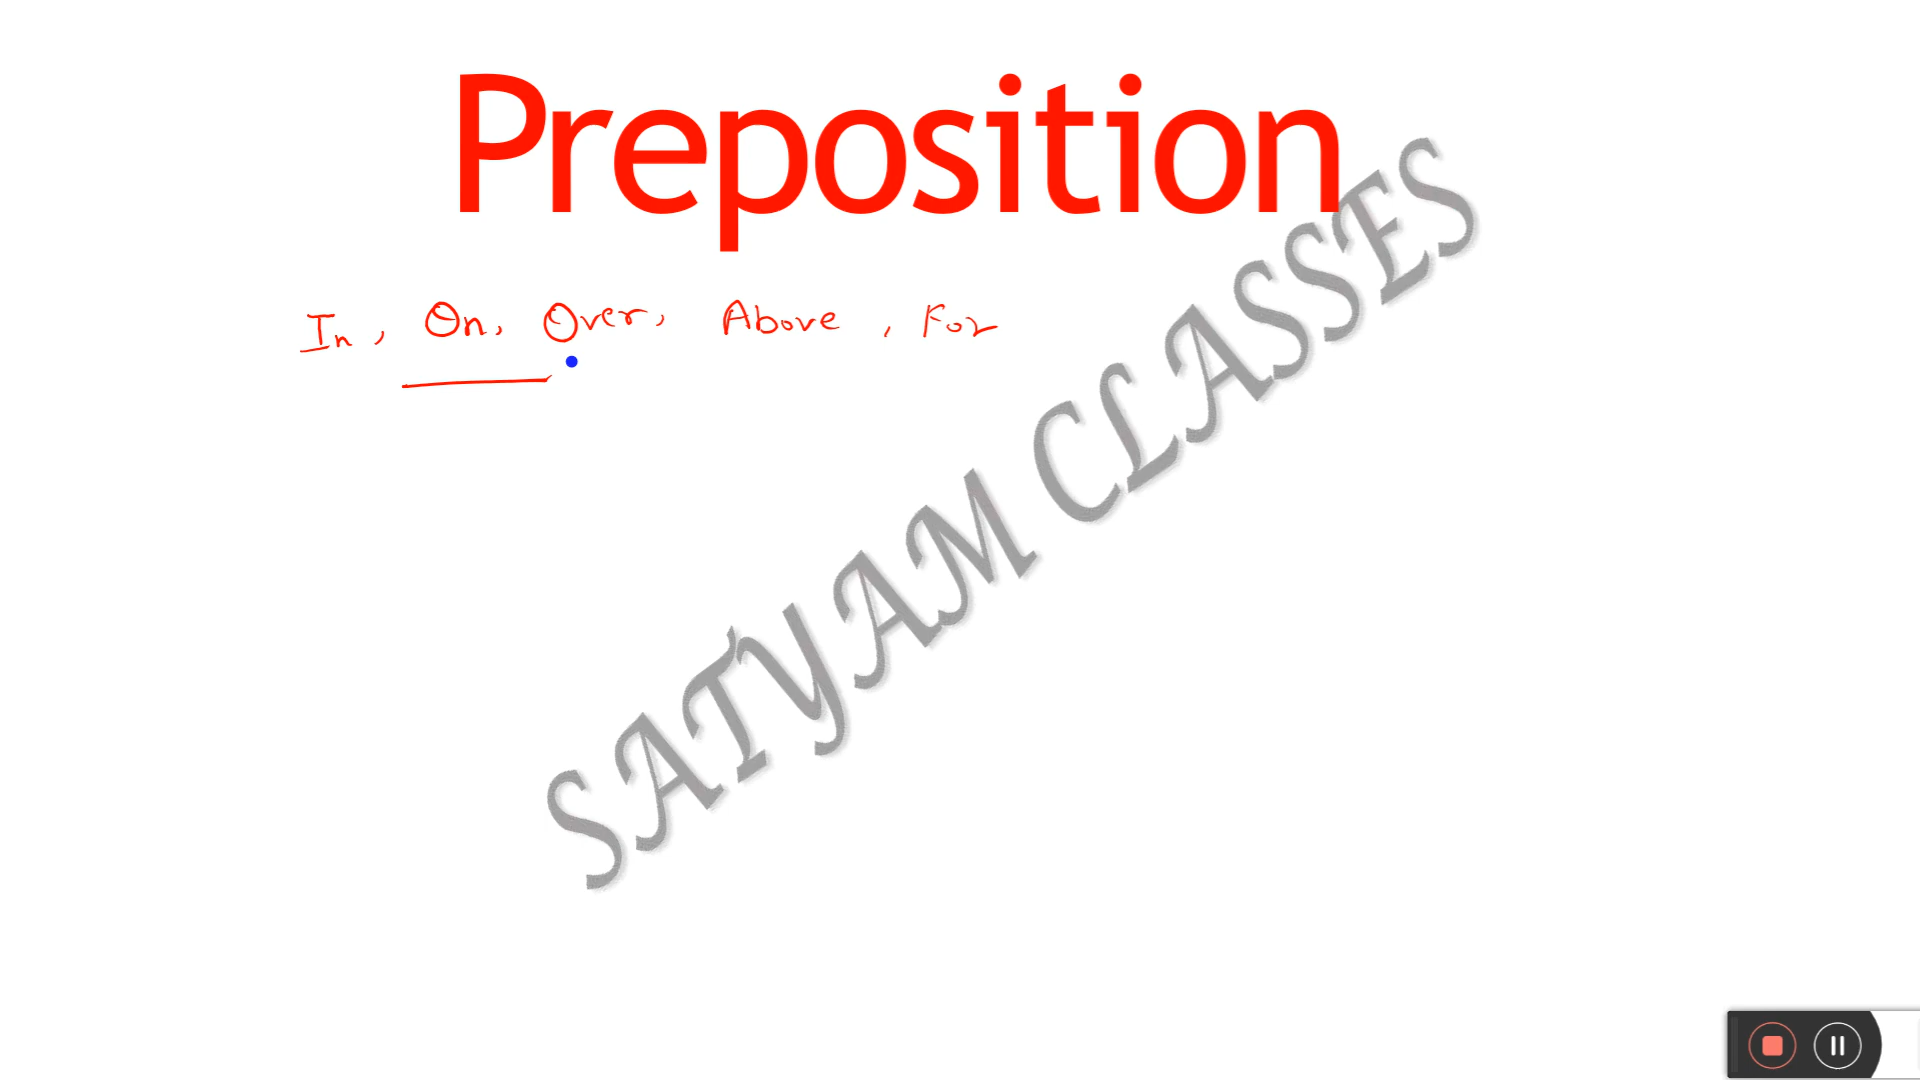 Preposition
In, On, Over, Above, For
SATYAM CLASSES